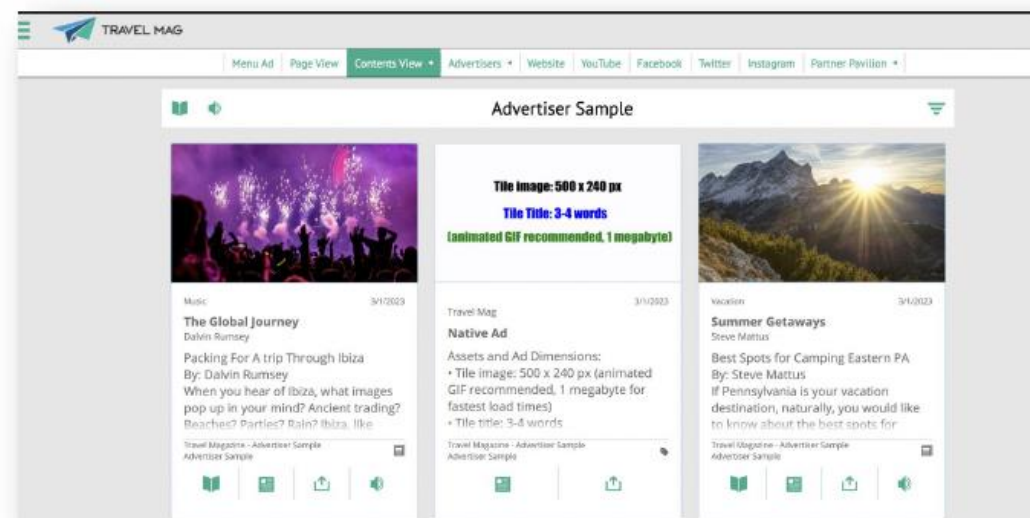 TRAVEL MAG
Menu Ad Page View Contents View Advertisers Website YouTube Facebook Twitter Instagram Partner Pavilion
Advertiser Sample
Music 3/1/2023
The Global Journey
Dalvin Rumsey
Packing For A trip Through Ibiza
By: Dalvin Rumsey
When you hear of Ibiza, what images
pop up in your mind? Ancient trading?
Beaches? Parties? Rain? Ibiza, like
Travel Magazine - Advertiser Sample
Advertiser Sample
Tile image: 500 x 240 px
Tile Title: 3-4 words
(animated GIF recommended, 1 megabyte)
3/1/2023
Travel Mag
Native Ad
Assets and Ad Dimensions:
• Tile image: 500 x 240 px (animated
GIF recommended, 1 megabyte for
fastest load times)
• Tile title: 3-4 words
Travel Magazine - Advertiser Sample
Advertiser Sample
Vacation 3/1/2023
Summer Getaways
Steve Mattus
Best Spots for Camping Eastern PA
By: Steve Mattus
If Pennsylvania is your vacation
destination, naturally, you would like
to know about the best spots for
Travel Magazine - Advertiser Sample
Advertiser Sample